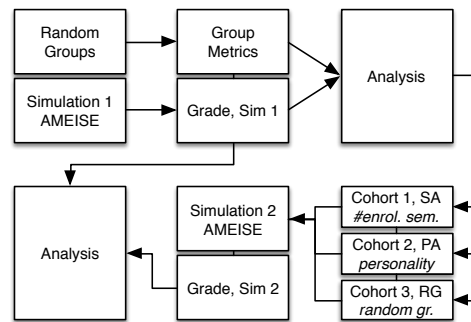 Random
Groups
Group
Metrics
Analysis
Simulation 1
AMEISE
Grade, Sim 1
Analysis
Simulation 2
AMEISE
Grade, Sim 2
Cohort 1, SA
#enrol. sem.
Cohort 2, PA
personality
Cohort 3, RG
random gr.